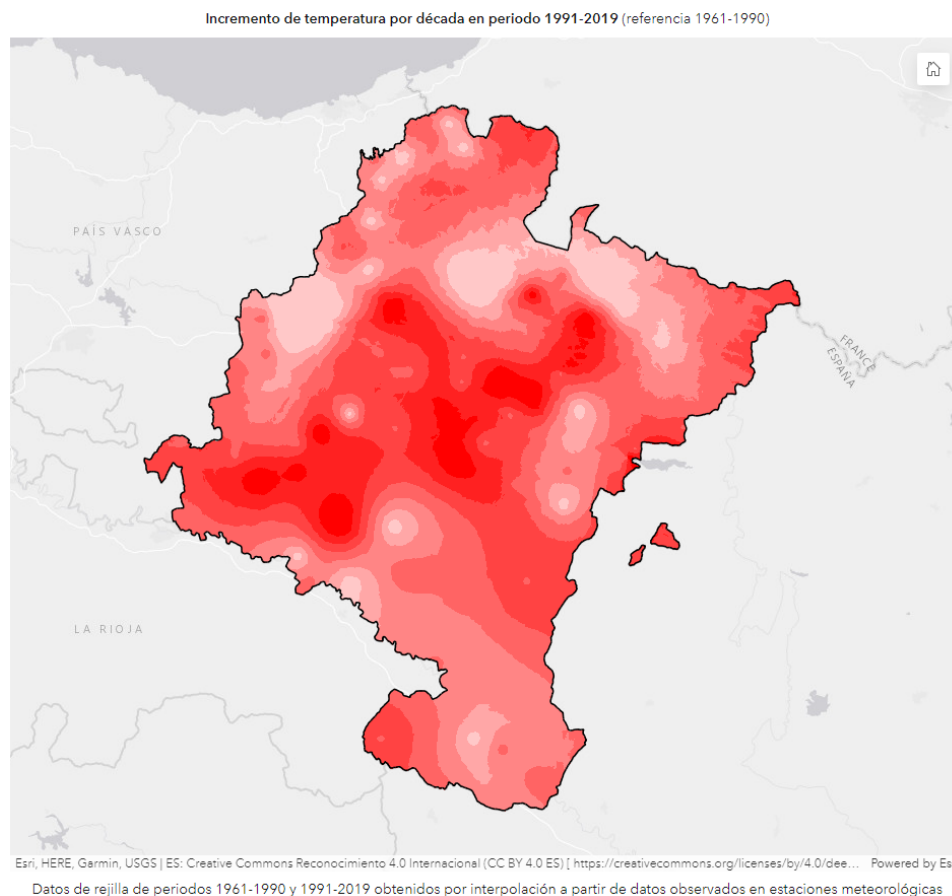 Incremento de temperatura por década en periodo 1991-2019 (referencia 1961-1990)
PAÍS VASCO
FRANCE
ESPAÑA
LA RIOJA
Esri, HERE, Garmin, USGS | ES: Creative Commons Reconocimiento 4.0 Internacional (CC BY 4.0 ES) [ https://creativecommons.org/licenses/by/4.0/dee... Powered by Es
Datos de rejilla de periodos 1961-1990 y 1991-2019 obtenidos por interpolación a partir de datos observados en estaciones meteorológicas